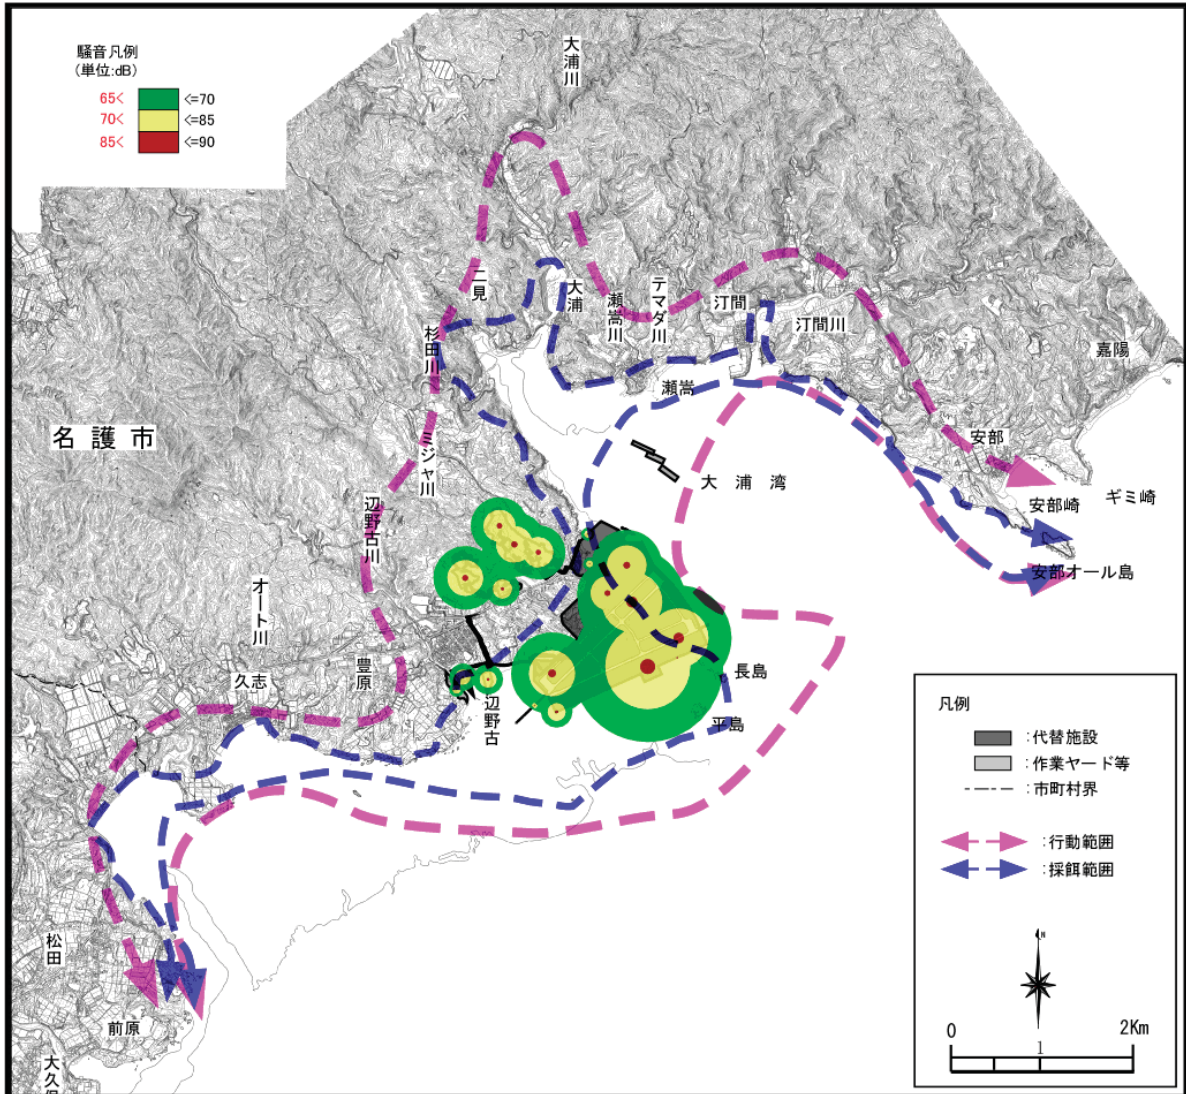 騒音凡例
(単位:dB)
65< <=70
70< <=85
85< <=90
大浦川
二見
大浦
瀬嵩川
テマダ川
汀間
汀間川
嘉陽
杉田川
瀬嵩
名護市
ミジャ川
安部
大浦湾
安部崎
ギミ崎
辺野古川
安部オール島
オート川
豊原
久志
辺野古
長島
平島
松田
前原
大久保
凡例
:代替施設
:作業ヤード等
:市町村界
:行動範囲
:採餌範囲
N
0 1 2Km